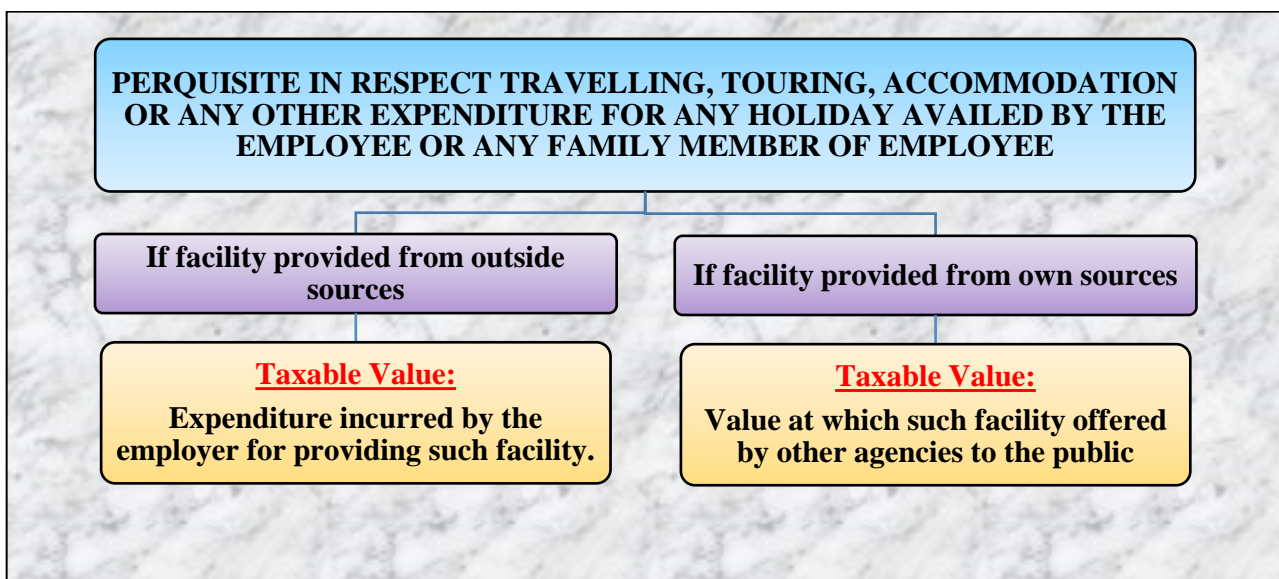 PERQUISITE IN RESPECT TRAVELLING, TOURING, ACCOMMODATION
OR ANY OTHER EXPENDITURE FOR ANY HOLIDAY AVAILED BY THE
EMPLOYEE OR ANY FAMILY MEMBER OF EMPLOYEE
If facility provided from outside
sources
Taxable Value:
Expenditure incurred by the
employer for providing such facility.
If facility provided from own sources
Taxable Value:
Value at which such facility offered
by other agencies to the public